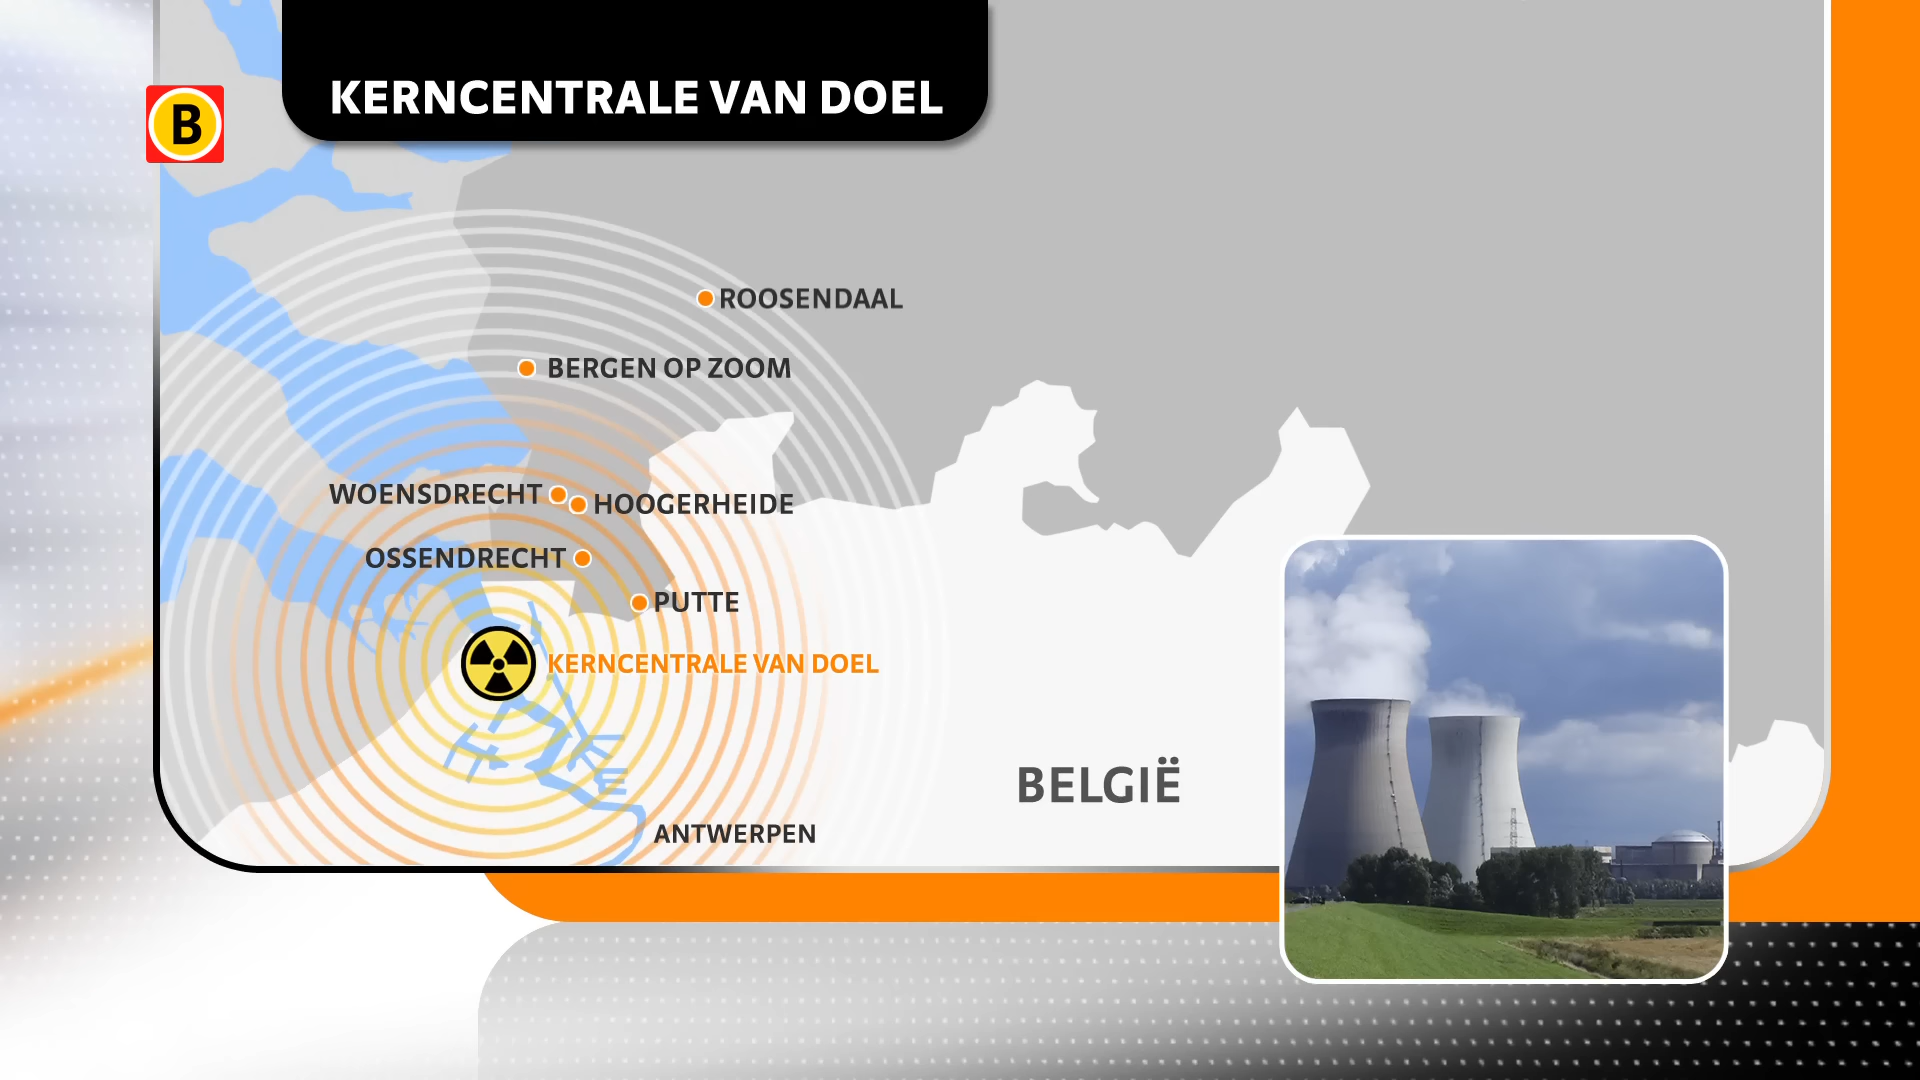 KERNCENTRALE VAN DOEL
B
ROOSENDAAL
BERGEN OP ZOOM
WOENSDRECHT
HOOGERHEIDE
OSSENDRECHT
PUTTE
KERNCENTRALE VAN DOEL
BELGIË
ANTWERPEN